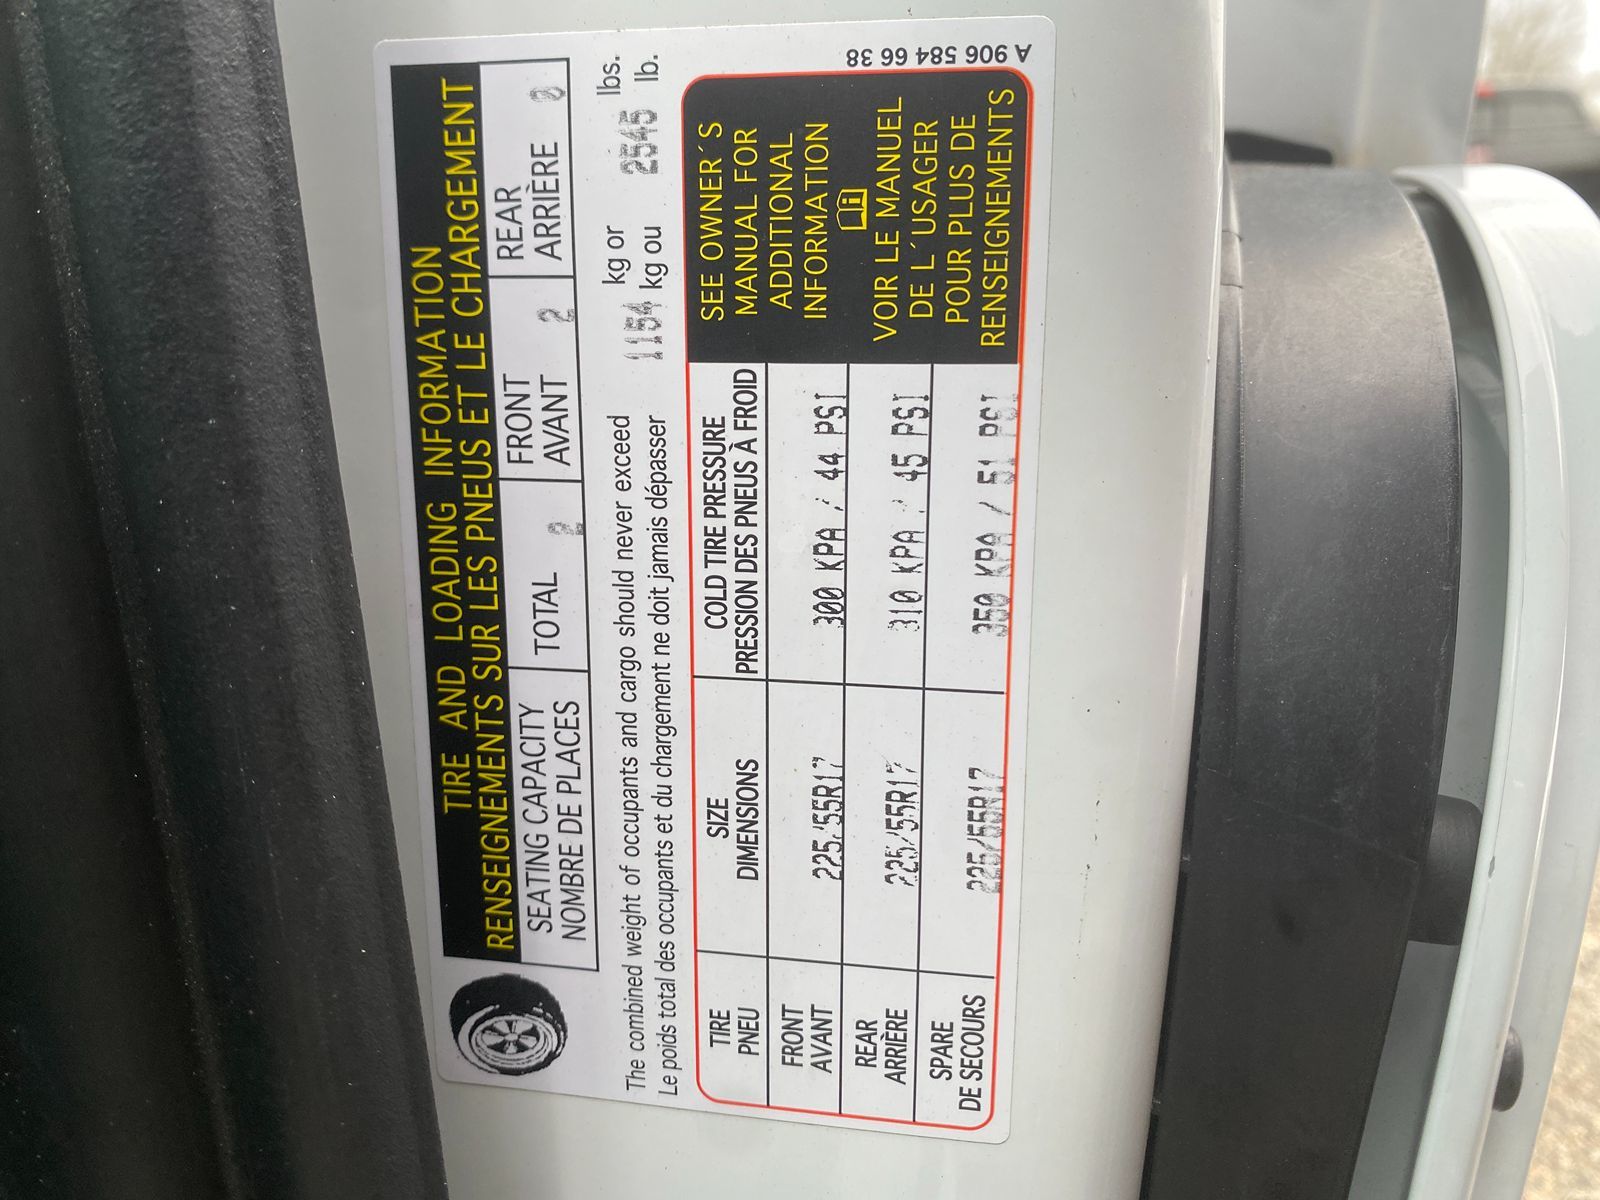 TIRE AND LOADING INFORMATION
RENSEIGNEMENTS SUR LES PNEUS ET LE CHARGEMENT
SEATING CAPACITY
NOMBRE DE PLACES
TOTAL 2
FRONT
AVANT 2
REAR
ARRIÈRE 0
The combined weight of occupants and cargo should never exceed 1154 kg or 2545 lbs.
Le poids total des occupants et du chargement ne doit jamais dépasser kg ou lb.
TIRE
PNEU
SIZE
DIMENSIONS
COLD TIRE PRESSURE
PRESSION DES PNEUS À FROID
FRONT
AVANT
225/55R17
300 KPA / 44 PSI
REAR
ARRIÈRE
225/55R17
310 KPA / 45 PSI
SPARE
DE SECOURS
225/55R17
350 KPA / 51 PSI
SEE OWNER´S
MANUAL FOR
ADDITIONAL
INFORMATION
VOIR LE MANUEL
DE L´USAGER
POUR PLUS DE
RENSEIGNEMENTS
A 906 584 66 38